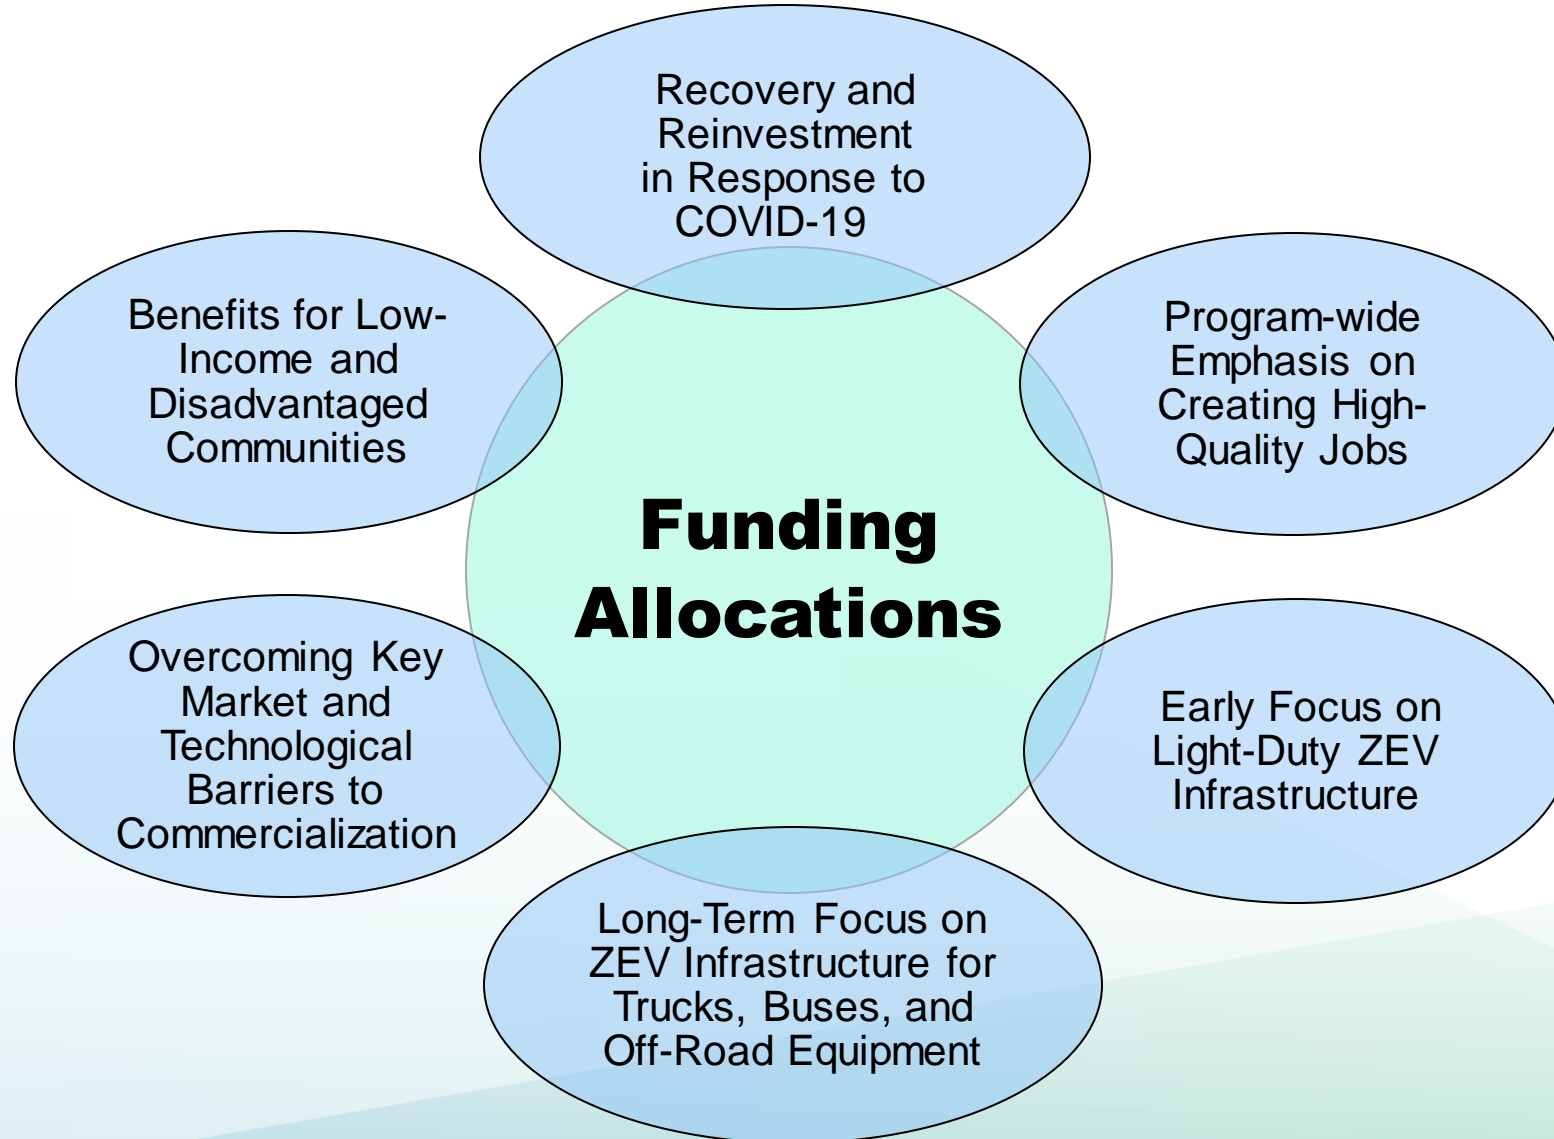 Recovery and
Reinvestment
in Response to
COVID-19
Benefits for Low-
Income and
Disadvantaged
Communities
Program-wide
Emphasis on
Creating High-
Quality Jobs
Funding
Allocations
Overcoming Key
Market and
Technological
Barriers to
Commercialization
Early Focus on
Light-Duty ZEV
Infrastructure
Long-Term Focus on
ZEV Infrastructure for
Trucks, Buses, and
Off-Road Equipment